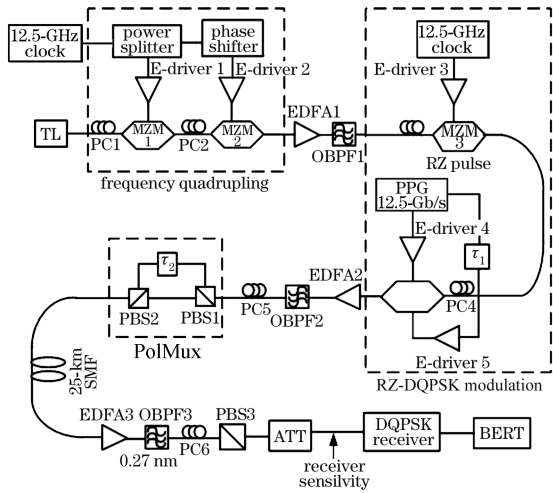 12.5-GHz
clock
power
splitter
phase
shifter
12.5-GHz
clock
E-driver 1
E-driver 2
E-driver 3
EDFA1
TL
PC1
MZM
1
PC2
MZM
2
OBPF1
MZM
3
RZ pulse
frequency quadrupling
PPG
12.5-Gb/s
E-driver 4
τ1
τ2
EDFA2
PBS2
PBS1
PC5
OBPF2
PC4
PolMux
E-driver 5
RZ-DQPSK modulation
25-km
SMF
EDFA3
OBPF3
PBS3
0.27 nm
PC6
ATT
DQPSK
receiver
BERT
receiver
sensilvity